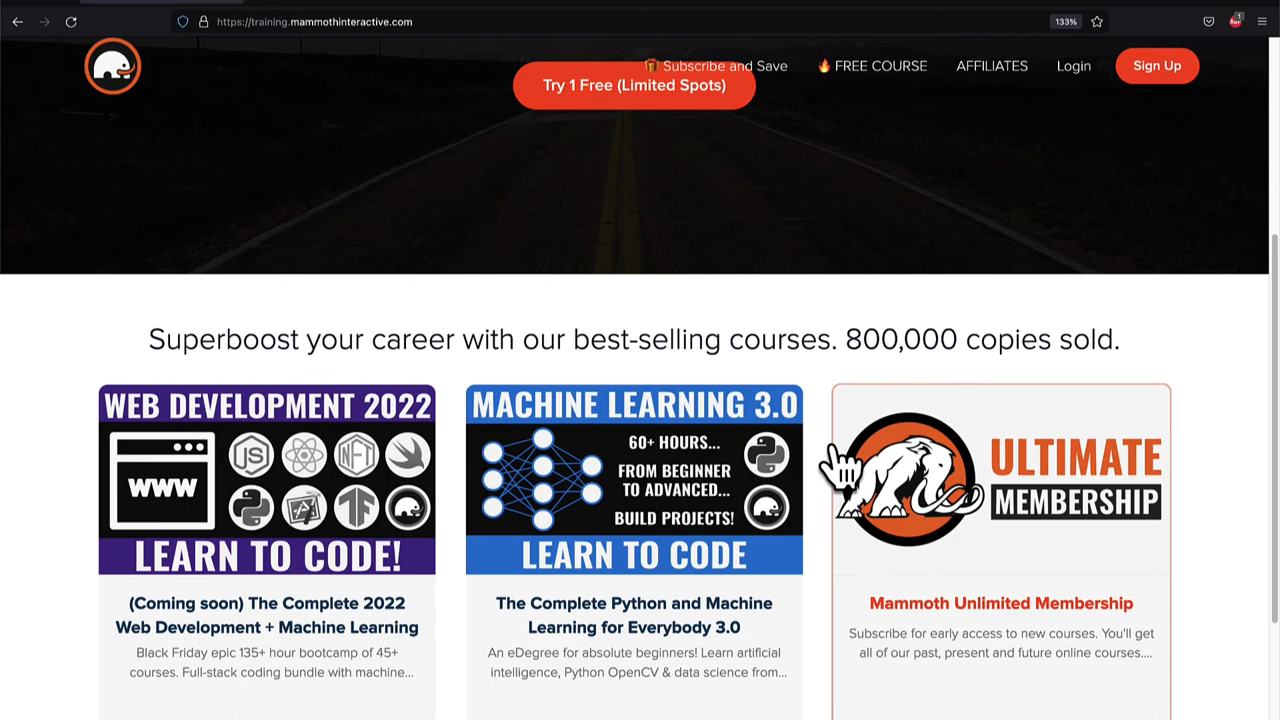 https://training.mammothinteractive.com
133%
Subscribe and Save
FREE COURSE
AFFILIATES
Login
Sign Up
Try 1 Free (Limited Spots)
Superboost your career with our best-selling courses. 800,000 copies sold.
WEB DEVELOPMENT 2022
WWW
JS
NFT
LEARN TO CODE!
(Coming soon) The Complete 2022
Web Development + Machine Learning
Black Friday epic 135+ hour bootcamp of 45+
courses. Full-stack coding bundle with machine...
MACHINE LEARNING 3.0
60+ HOURS...
FROM BEGINNER
TO ADVANCED...
BUILD PROJECTS!
LEARN TO CODE
The Complete Python and Machine
Learning for Everybody 3.0
An eDegree for absolute beginners! Learn artificial
intelligence, Python OpenCV & data science from...
ULTIMATE
MEMBERSHIP
Mammoth Unlimited Membership
Subscribe for early access to new courses. You'll get
all of our past, present and future online courses....